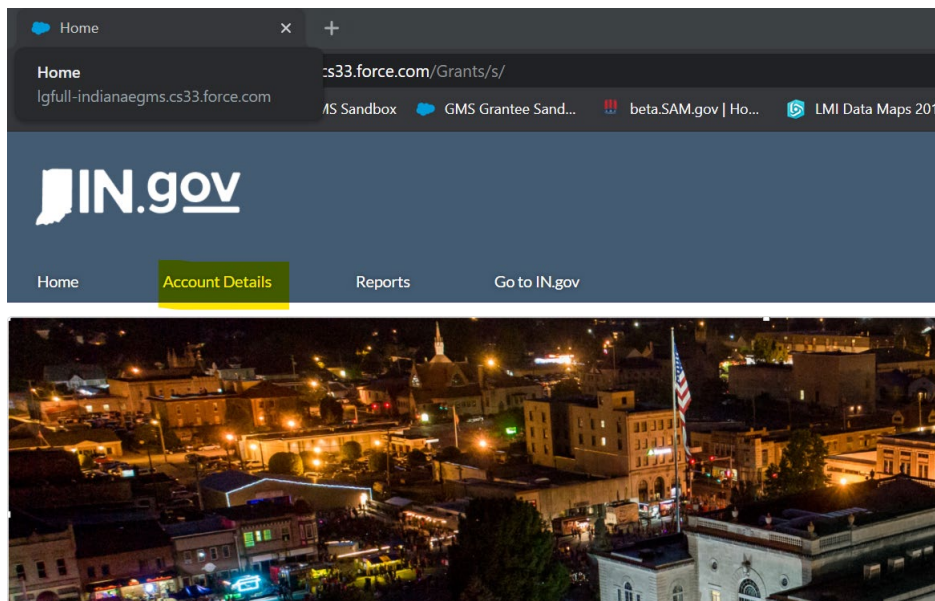 Home
Home
cs33.force.com/Grants/s/
lgfull-indianaegms.cs33.force.com
MS Sandbox GMS Grantee Sand... beta.SAM.gov | Ho... LMI Data Maps 201
IN.gov
Home Account Details Reports Go to IN.gov